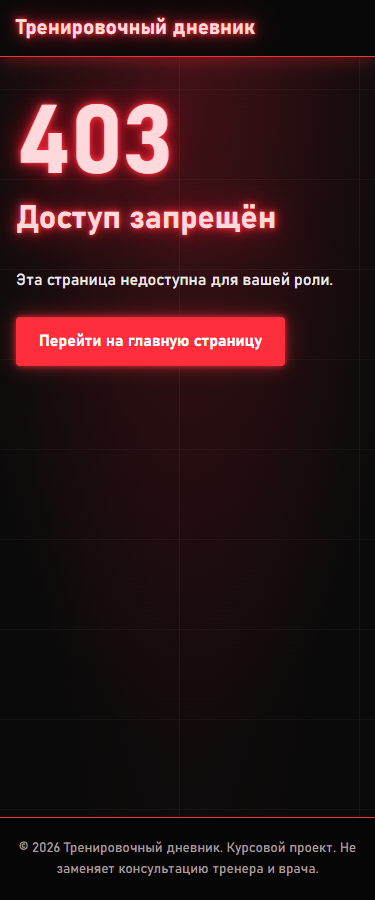 Тренировочный дневник
403
Доступ запрещён
Эта страница недоступна для вашей роли.
Перейти на главную страницу
© 2026 Тренировочный дневник. Курсовой проект. Не
заменяет консультацию тренера и врача.